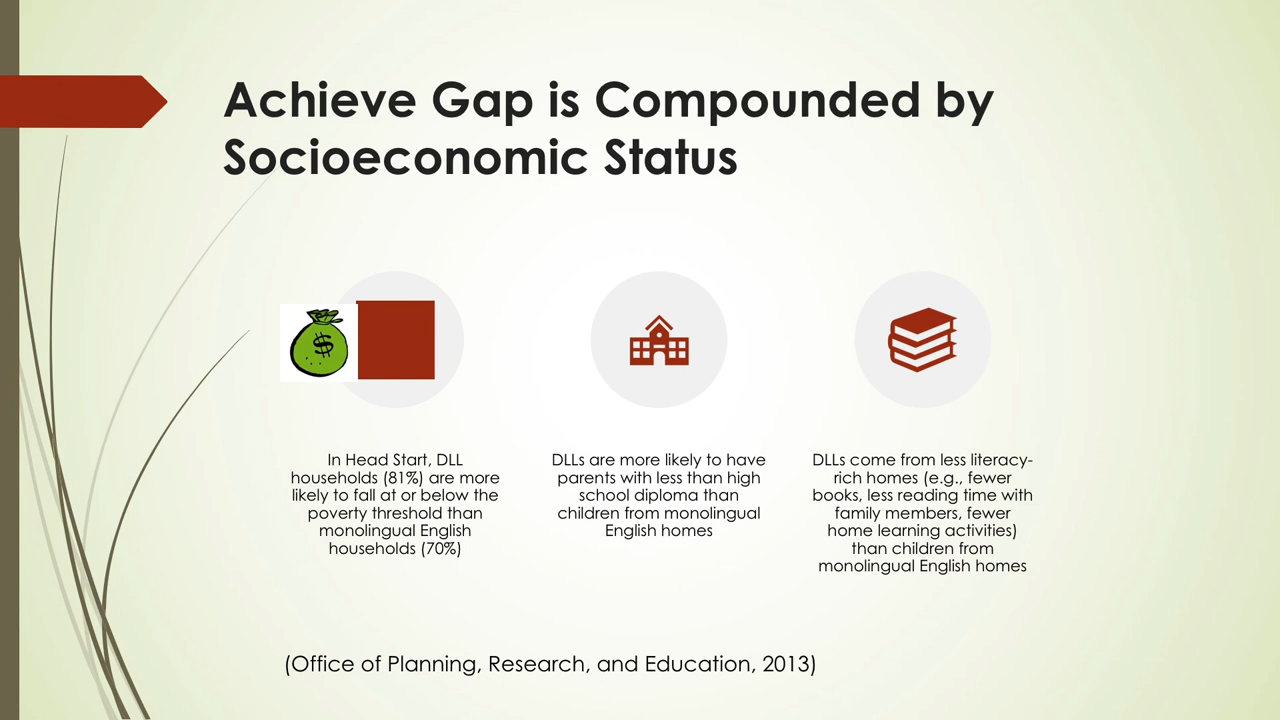 Achieve Gap is Compounded by
Socioeconomic Status
$
In Head Start, DLL
households (81%) are more
likely to fall at or below the
poverty threshold than
monolingual English
households (70%)
DLLs are more likely to have
parents with less than high
school diploma than
children from monolingual
English homes
DLLs come from less literacy-
rich homes (e.g., fewer
books, less reading time with
family members, fewer
home learning activities)
than children from
monolingual English homes
(Office of Planning, Research, and Education, 2013)